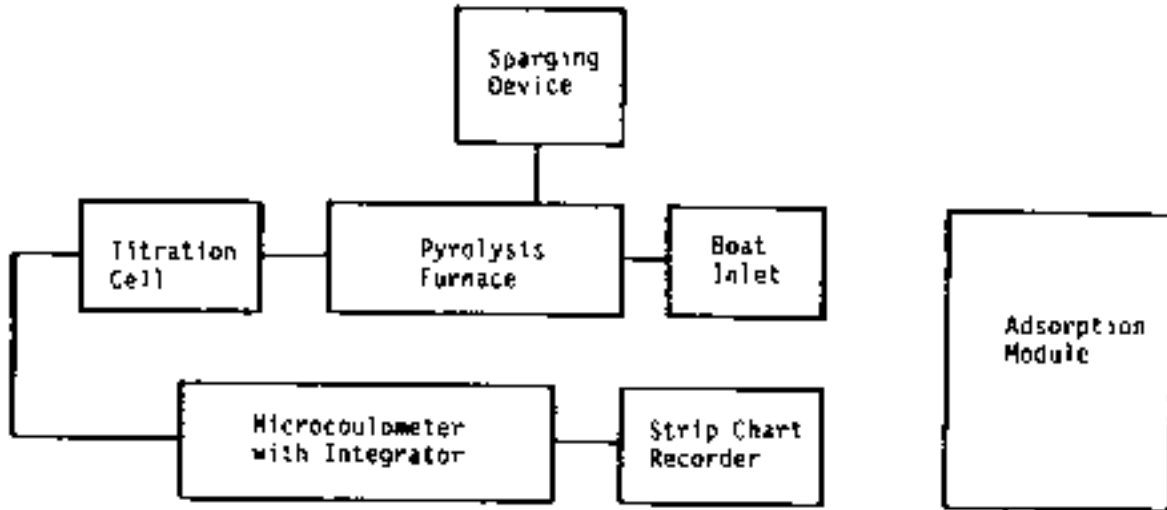 Sparging
Device
Titration
Cell
Pyrolysis
Furnace
Boat
Inlet
Adsorption
Module
Microcoulometer
with Integrator
Strip Chart
Recorder